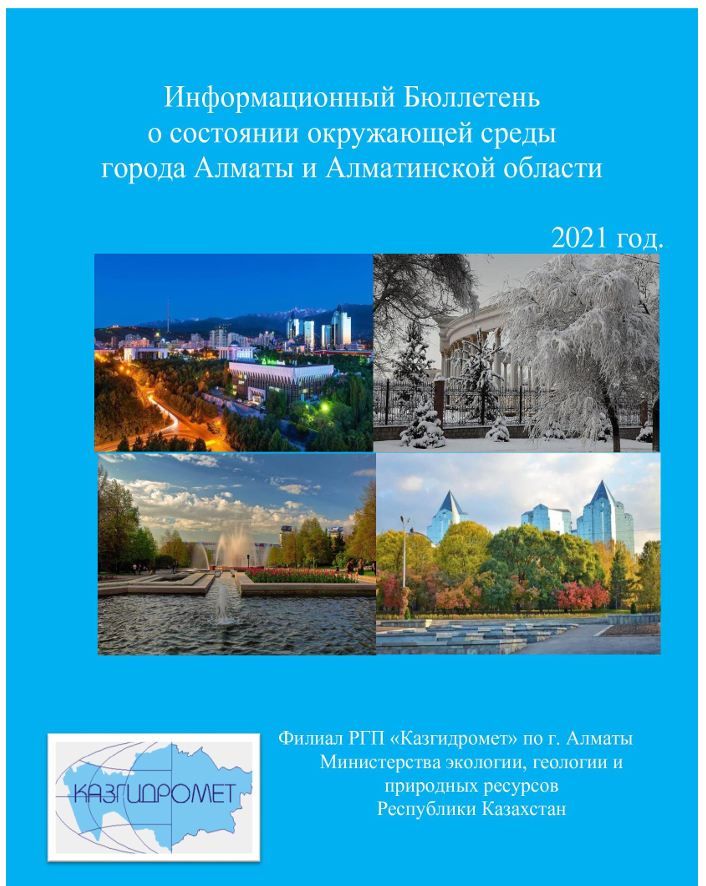 Информационный Бюллетень
о состоянии окружающей среды
города Алматы и Алматинской области
2021 год.
Филиал РГП «Казгидромет» по г. Алматы
Министерства экологии, геологии и
природных ресурсов
Республики Казахстан
КАЗГИДРОМЕТ